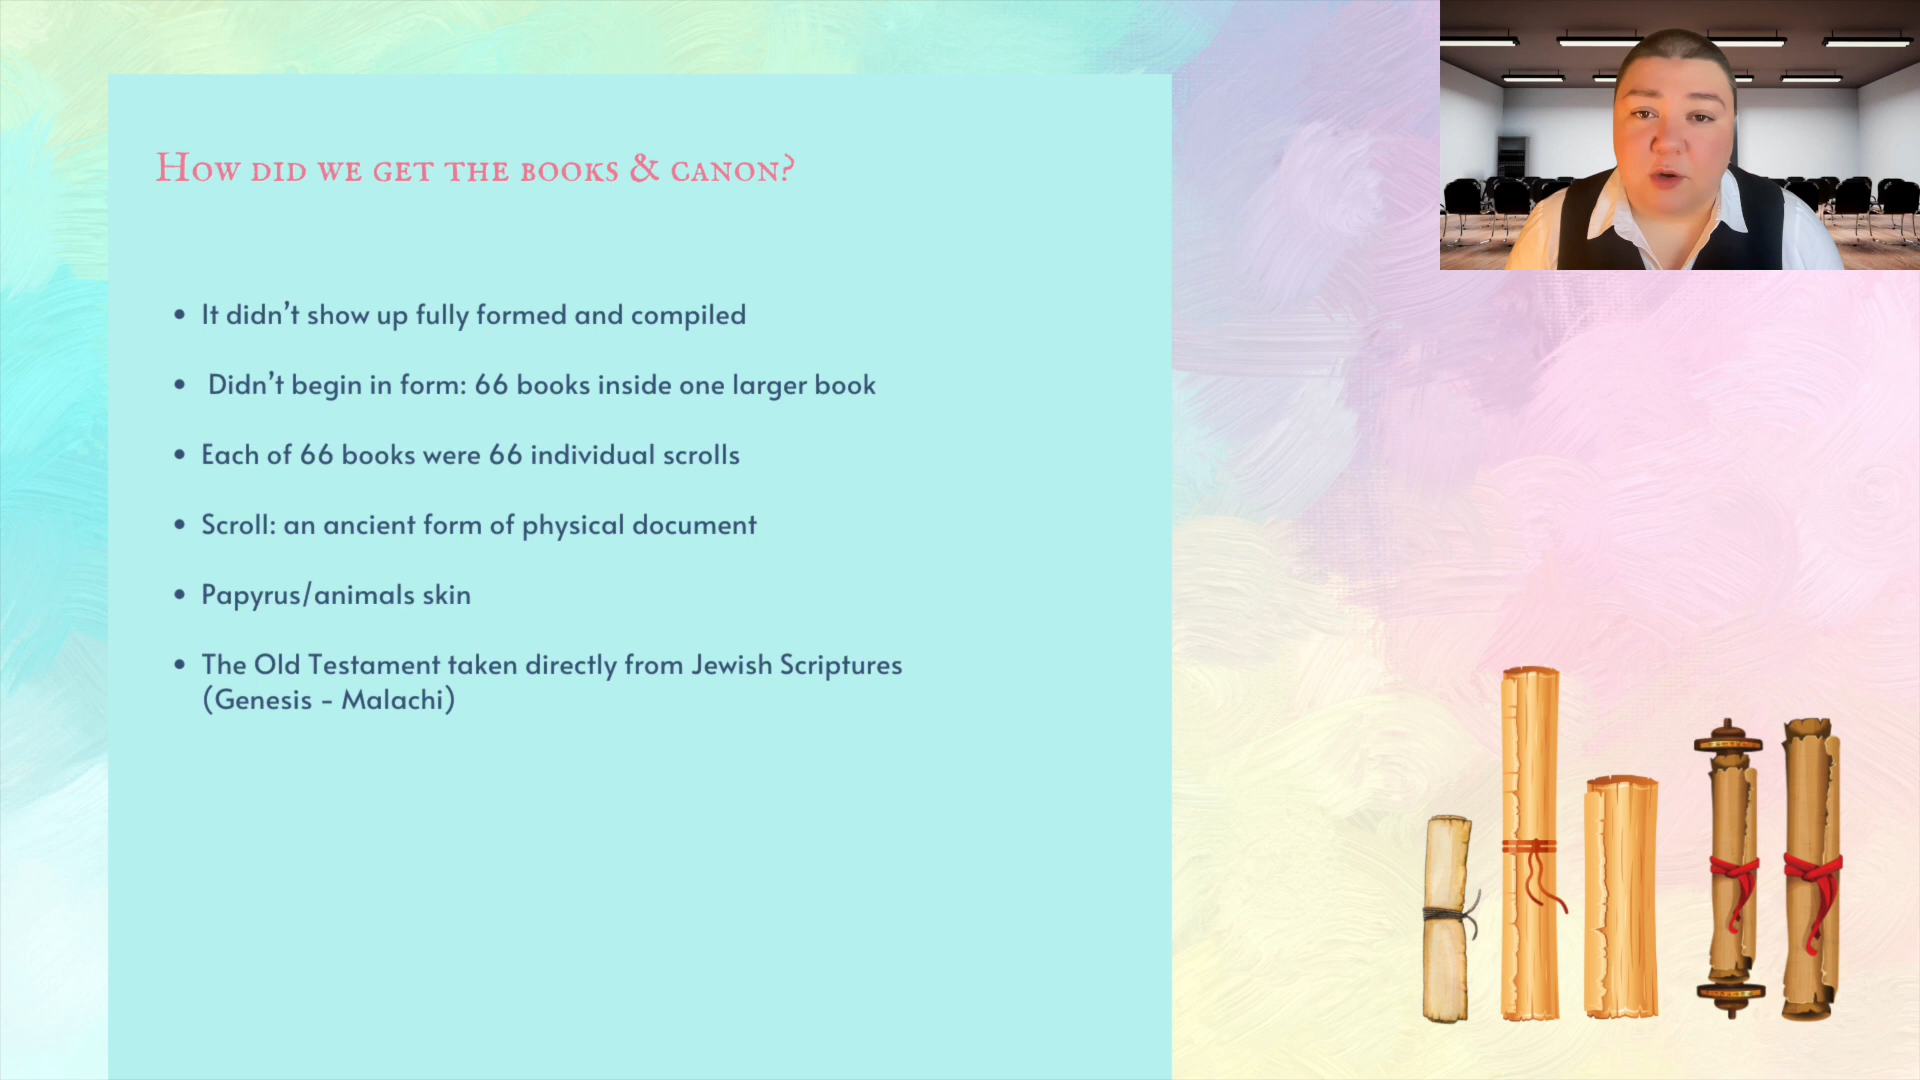 How did we get the books & canon?
• It didn't show up fully formed and compiled
• Didn't begin in form: 66 books inside one larger book
• Each of 66 books were 66 individual scrolls
• Scroll: an ancient form of physical document
• Papyrus/animals skin
• The Old Testament taken directly from Jewish Scriptures
(Genesis - Malachi)